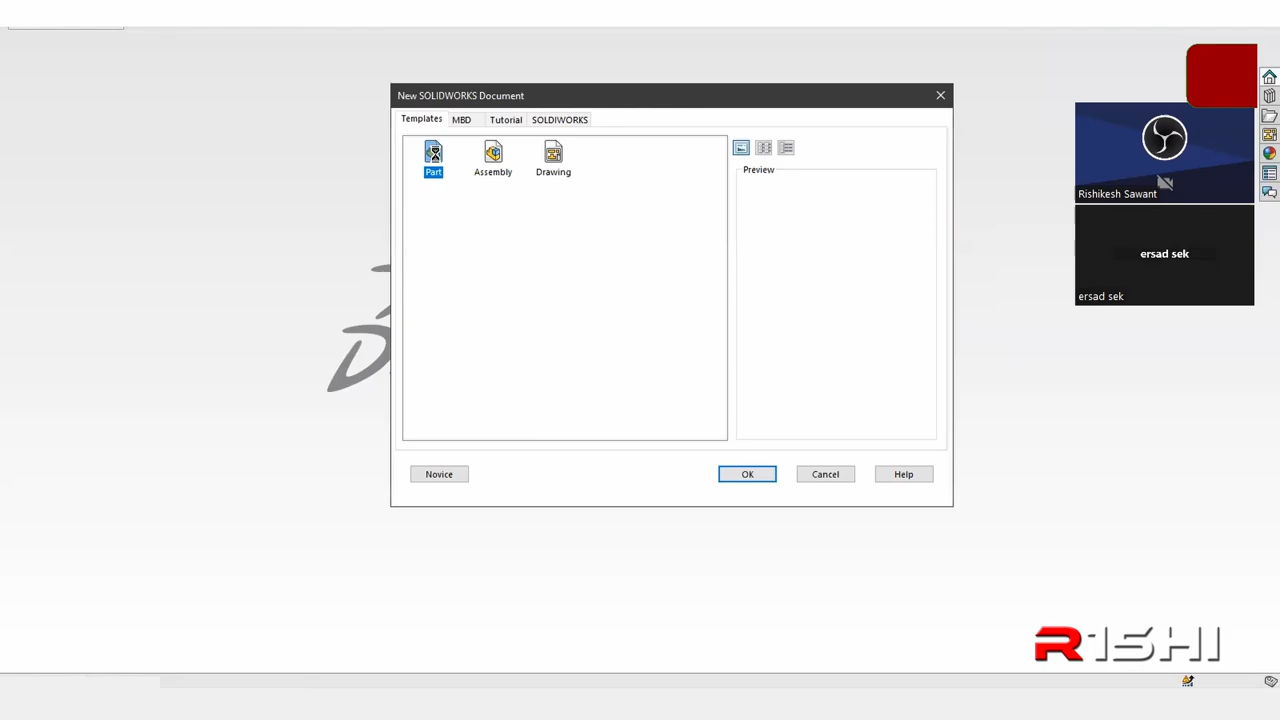 New SOLIDWORKS Document
Templates MBD Tutorial SOLIDWORKS
Part Assembly Drawing
Preview
Novice OK Cancel Help
Rishikesh Sawant
ersad sek
ersad sek
R1SHI